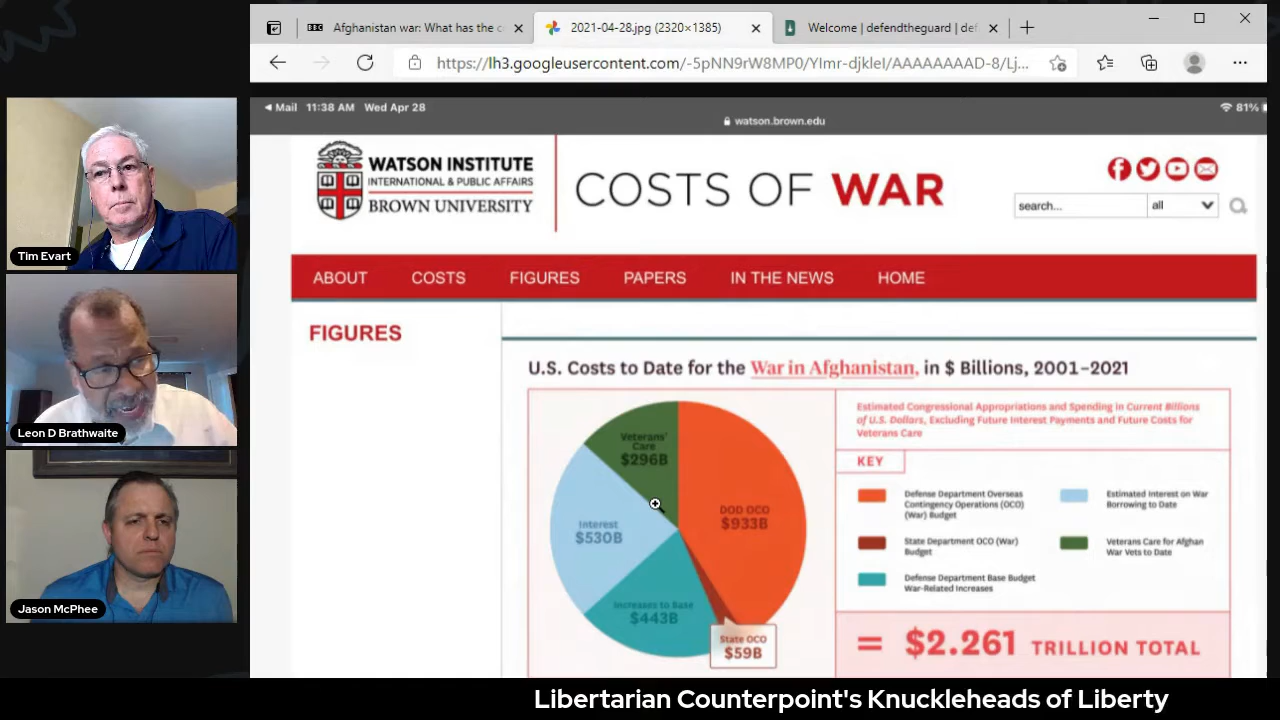 BBC Afghanistan war: What has the c
2021-04-28.jpg (2320×1385)
Welcome | defendtheguard | def
https://lh3.googleusercontent.com/-5pNN9rW8MP0/YImr-djkleI/AAAAAAAAD-8/Lj...
Mail 11:38 AM Wed Apr 28
81%
watson.brown.edu
WATSON INSTITUTE
INTERNATIONAL & PUBLIC AFFAIRS
BROWN UNIVERSITY
COSTS OF WAR
search...
all
ABOUT COSTS FIGURES PAPERS IN THE NEWS HOME
FIGURES
U.S. Costs to Date for the War in Afghanistan, in $ Billions, 2001–2021
Veterans'
Care
$296B
DOD OCO
$933B
Interest
$530B
Increases to Base
$443B
State OCO
$59B
Estimated Congressional Appropriations and Spending in Current Billions
of U.S. Dollars, Excluding Future Interest Payments and Future Costs for
Veterans Care
KEY
Defense Department Overseas
Contingency Operations (OCO)
(War) Budget
State Department OCO (War)
Budget
Defense Department Base Budget
War-Related Increases
Estimated Interest on War
Borrowing to Date
Veterans Care for Afghan
War Vets to Date
= $2.261 TRILLION TOTAL
Tim Evart
Leon D Brathwaite
Jason McPhee
Libertarian Counterpoint's Knuckleheads of Liberty